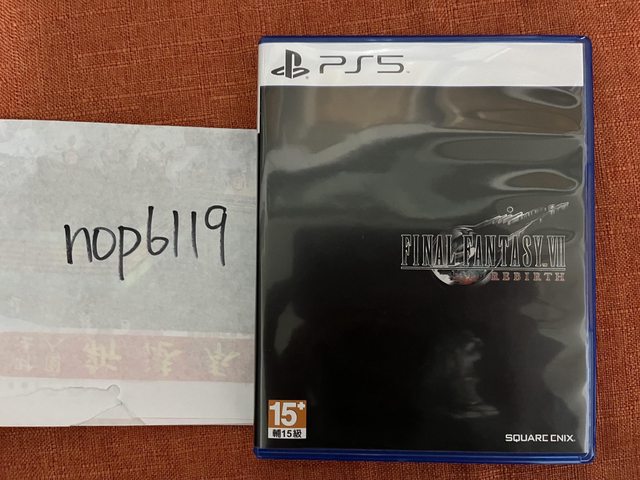 nop6119
PS5
FINAL FANTASY VII
REBIRTH
15+
輔15級
SQUARE ENIX